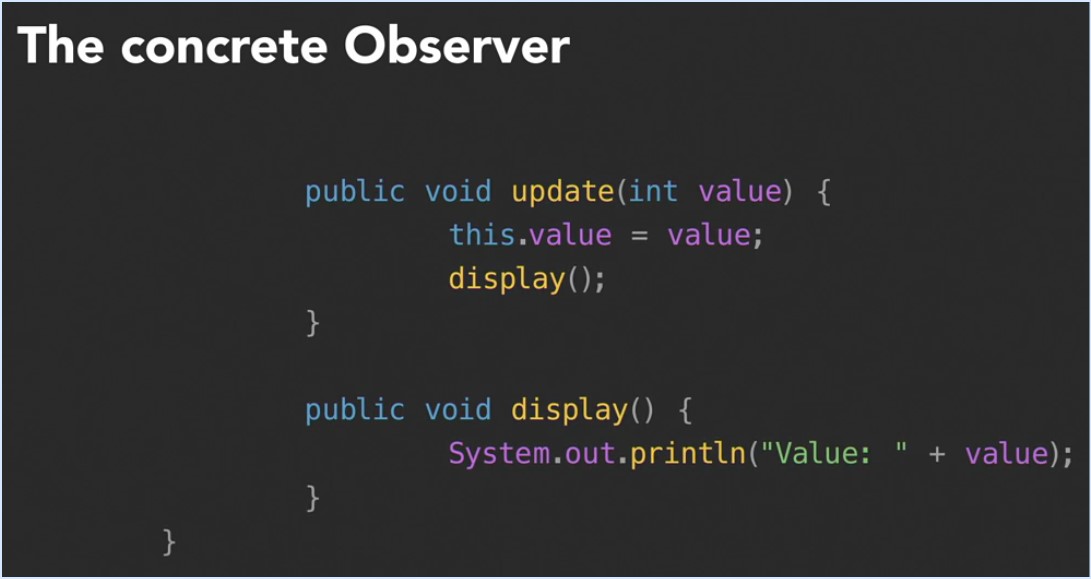 The concrete Observer
public void update(int value) {
this.value = value;
display();
}
public void display() {
System.out.println("Value: " + value);
}
}